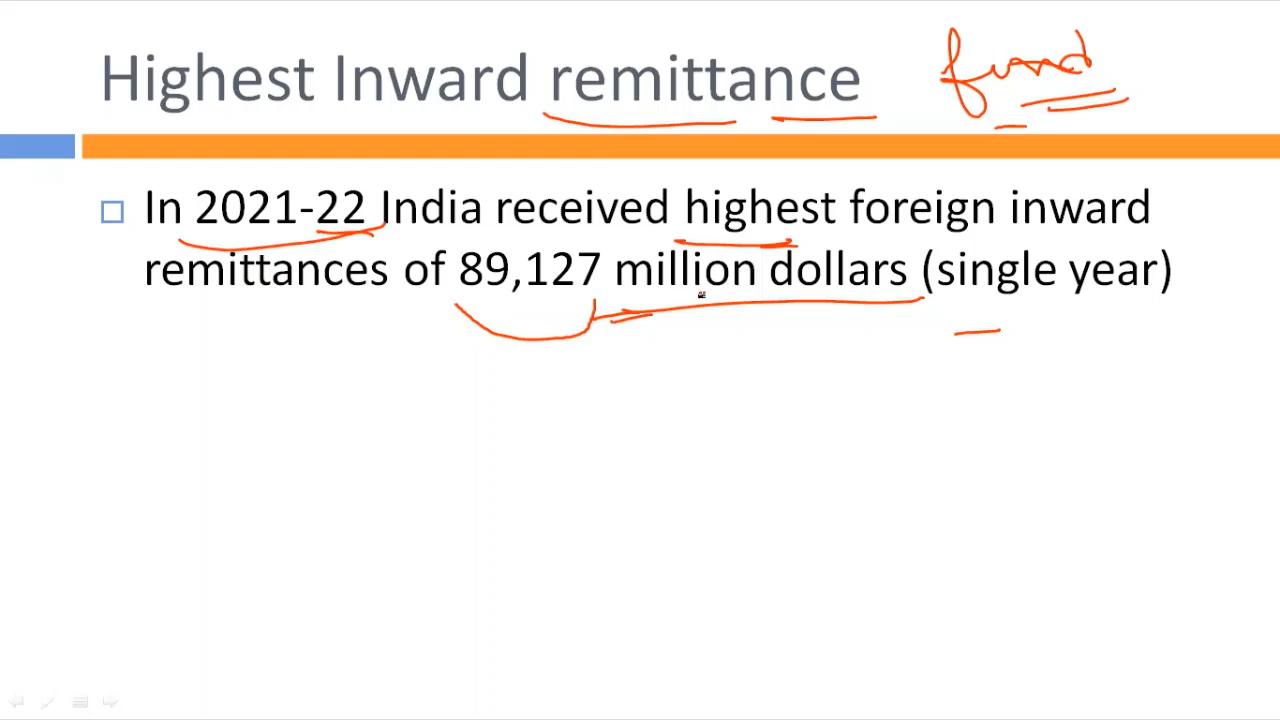 Highest Inward remittance fund
In 2021-22 India received highest foreign inward
remittances of 89,127 million dollars (single year)